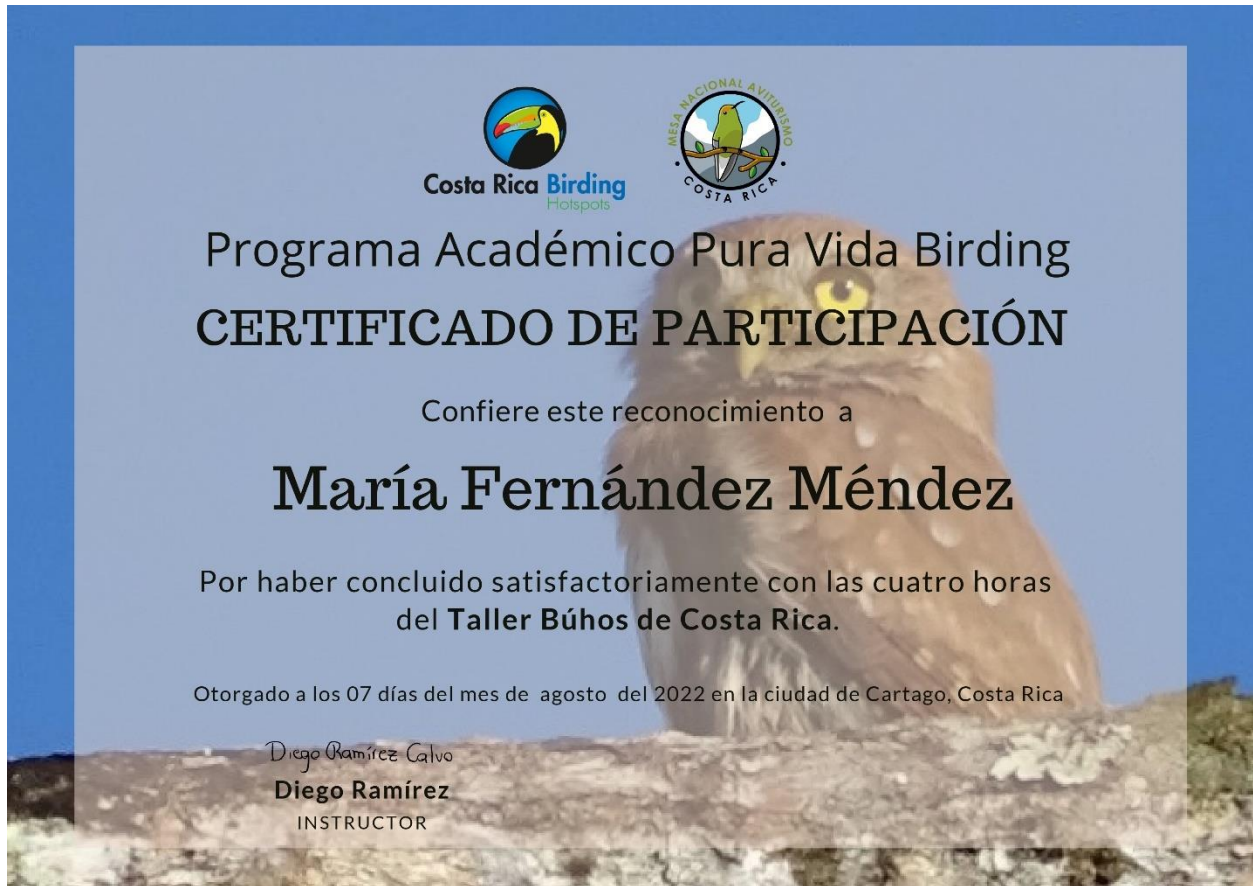 Costa Rica Birding
Hotspots
MESA NACIONAL AVITURISMO
COSTA RICA
Programa Académico Pura Vida Birding
CERTIFICADO DE PARTICIPACIÓN
Confiere este reconocimiento a
María Fernández Méndez
Por haber concluido satisfactoriamente con las cuatro horas
del Taller Búhos de Costa Rica.
Otorgado a los 07 días del mes de agosto del 2022 en la ciudad de Cartago, Costa Rica
Diego Ramírez Calvo
Diego Ramírez
INSTRUCTOR